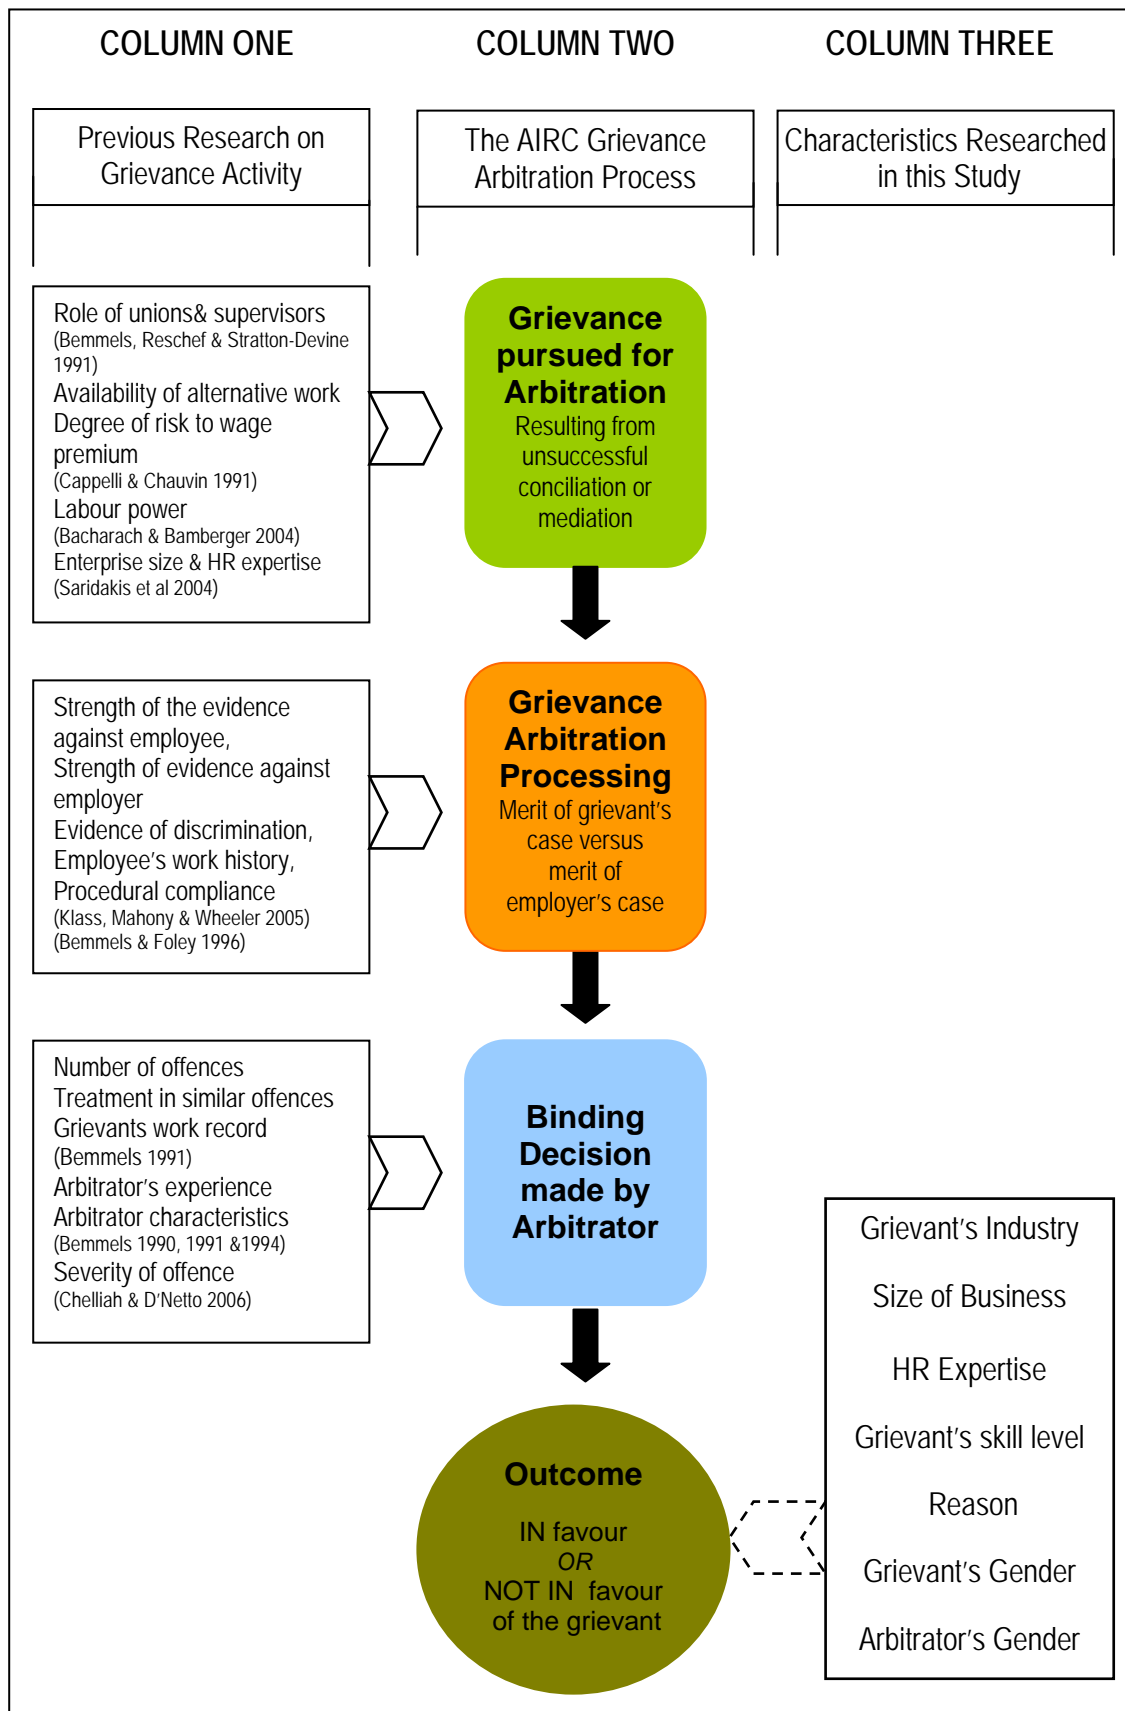 COLUMN ONE
COLUMN TWO
COLUMN THREE
Previous Research on
Grievance Activity
The AIRC Grievance
Arbitration Process
Characteristics Researched
in this Study
Role of unions& supervisors
(Bemmels, Reschef & Stratton-Devine
1991)
Availability of alternative work
Degree of risk to wage
premium
(Cappelli & Chauvin 1991)
Labour power
(Bacharach & Bamberger 2004)
Enterprise size & HR expertise
(Saridakis et al 2004)
Grievance
pursued for
Arbitration
Resulting from
unsuccessful
conciliation or
mediation
Strength of the evidence
against employee,
Strength of evidence against
employer
Evidence of discrimination,
Employee's work history,
Procedural compliance
(Klass, Mahony & Wheeler 2005)
(Bemmels & Foley 1996)
Grievance
Arbitration
Processing
Merit of grievant's
case versus
merit of
employer's case
Number of offences
Treatment in similar offences
Grievants work record
(Bemmels 1991)
Arbitrator's experience
Arbitrator characteristics
(Bemmels 1990, 1991 &1994)
Severity of offence
(Chelliah & D'Netto 2006)
Binding
Decision
made by
Arbitrator
Outcome
IN favour
OR
NOT IN favour
of the grievant
Grievant's Industry
Size of Business
HR Expertise
Grievant's skill level
Reason
Grievant's Gender
Arbitrator's Gender